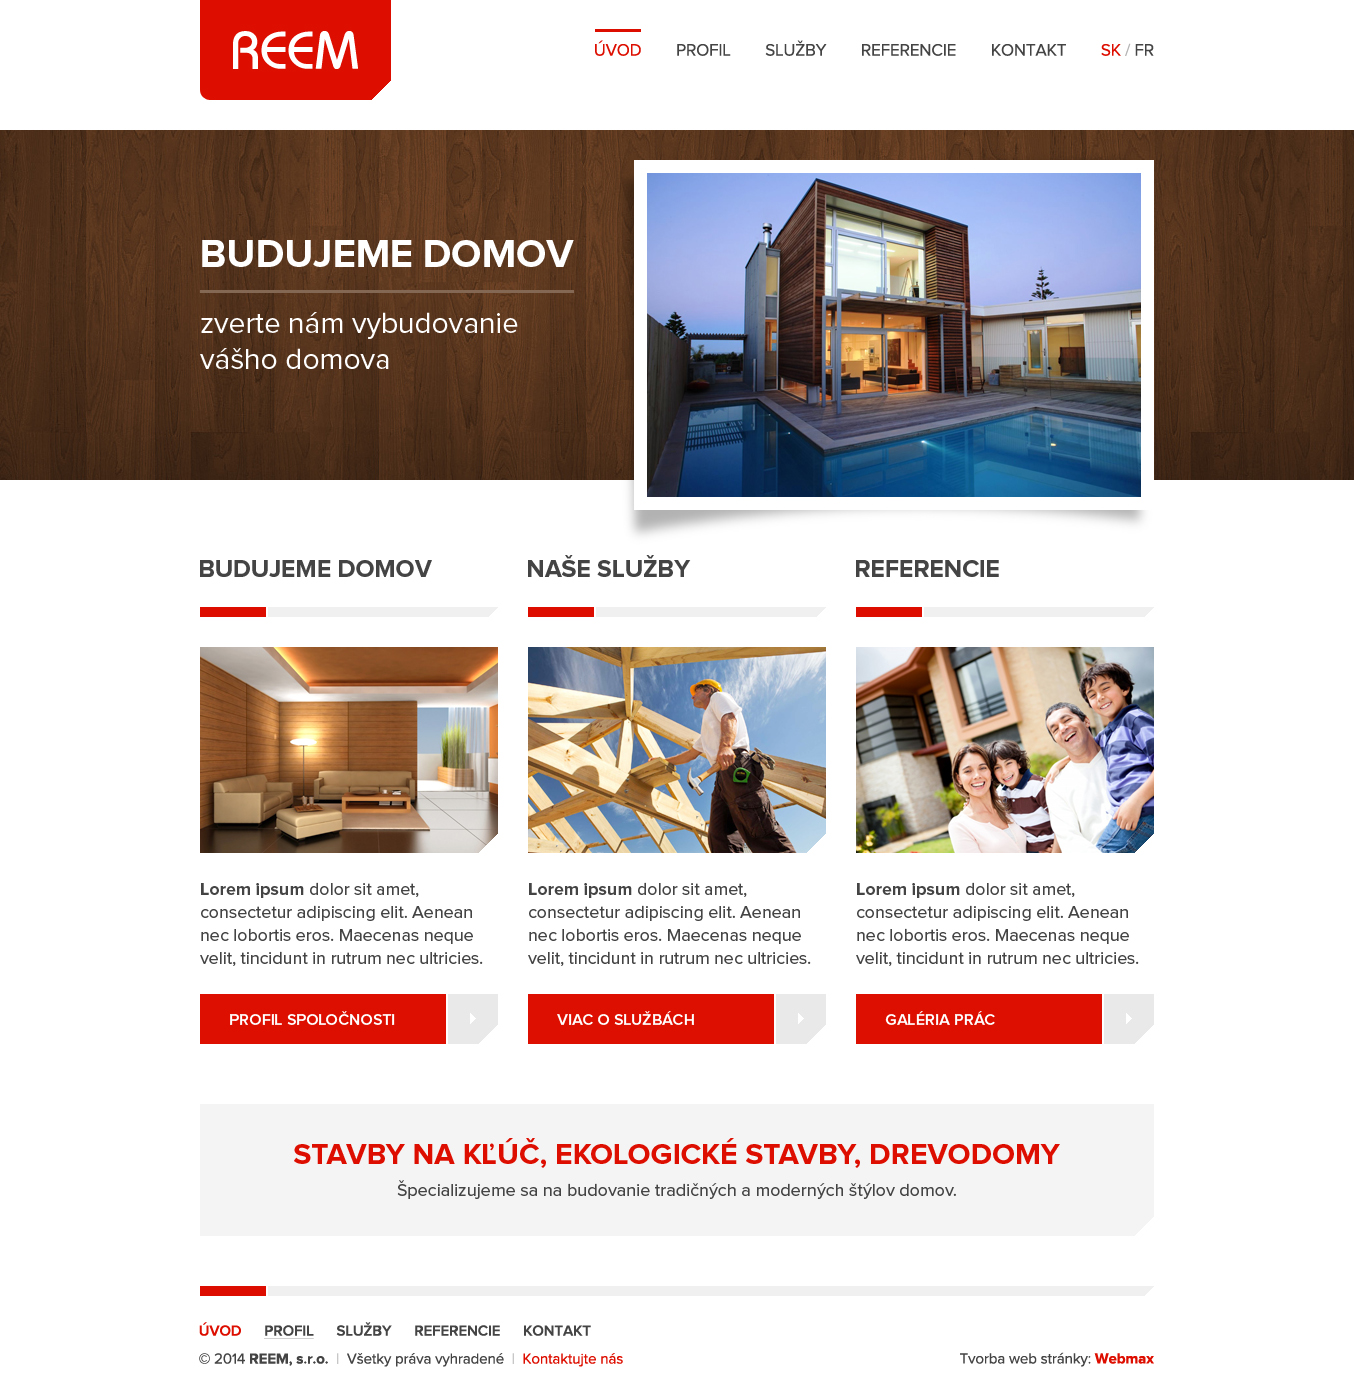 REEM
ÚVOD PROFIL SLUŽBY REFERENCIE KONTAKT SK / FR
BUDUJEME DOMOV
zverte nám vybudovanie
vášho domova
BUDUJEME DOMOV
NAŠE SLUŽBY
REFERENCIE
Lorem ipsum dolor sit amet,
consectetur adipiscing elit. Aenean
nec lobortis eros. Maecenas neque
velit, tincidunt in rutrum nec ultricies.
Lorem ipsum dolor sit amet,
consectetur adipiscing elit. Aenean
nec lobortis eros. Maecenas neque
velit, tincidunt in rutrum nec ultricies.
Lorem ipsum dolor sit amet,
consectetur adipiscing elit. Aenean
nec lobortis eros. Maecenas neque
velit, tincidunt in rutrum nec ultricies.
PROFIL SPOLOČNOSTI
VIAC O SLUŽBÁCH
GALÉRIA PRÁC
STAVBY NA KĽÚČ, EKOLOGICKÉ STAVBY, DREVODOMY
Špecializujeme sa na budovanie tradičných a moderných štýlov domov.
ÚVOD PROFIL SLUŽBY REFERENCIE KONTAKT
© 2014 REEM, s.r.o. | Všetky práva vyhradené | Kontaktujte nás
Tvorba web stránky: Webmax